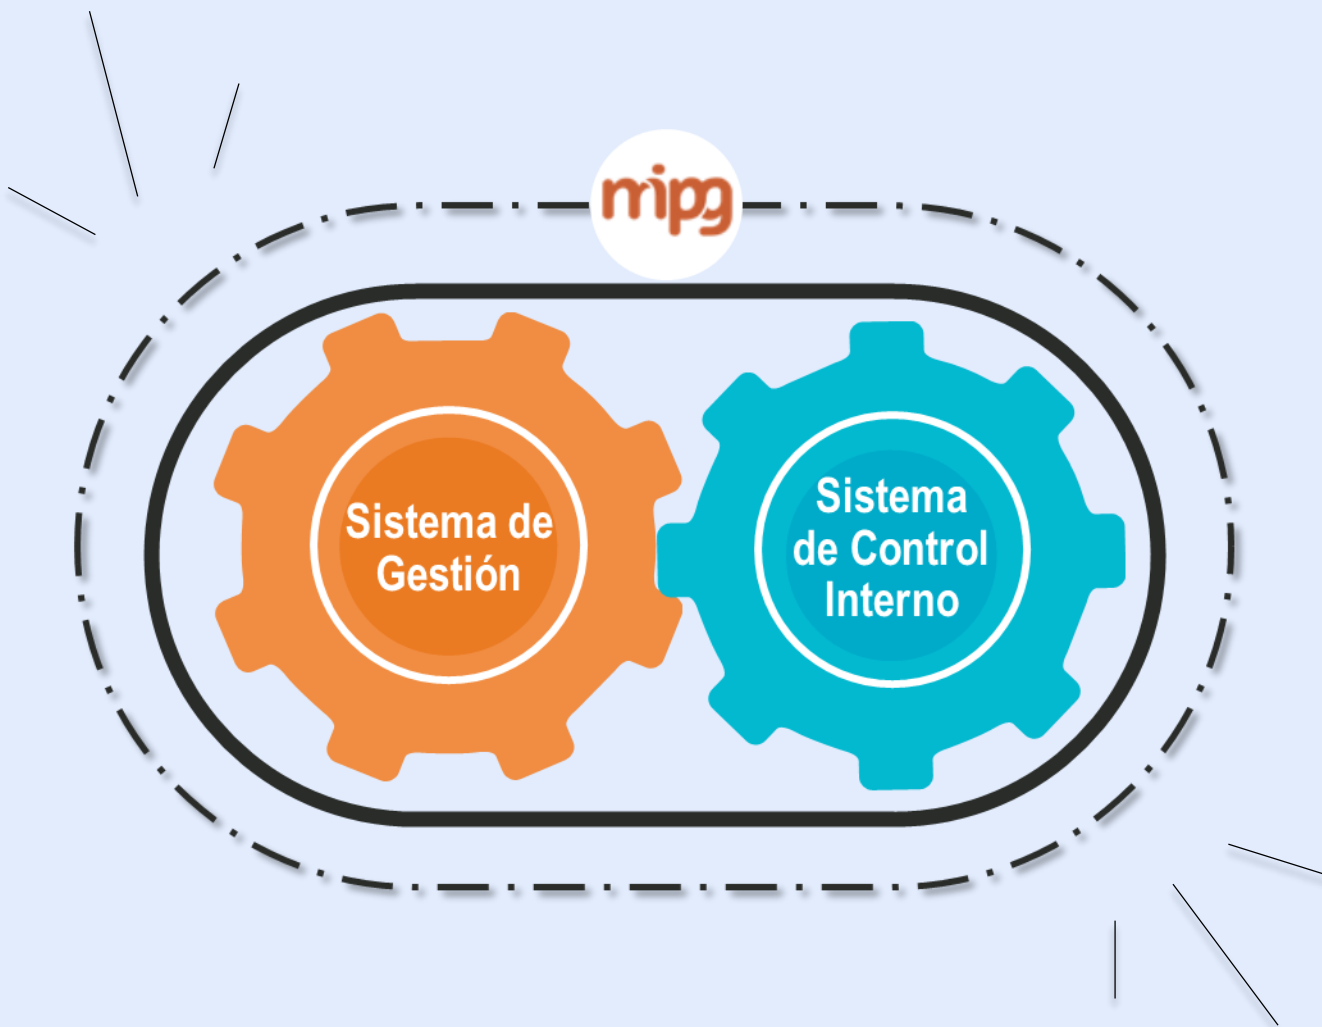 mipg
Sistema de
Gestión
Sistema
de Control
Interno